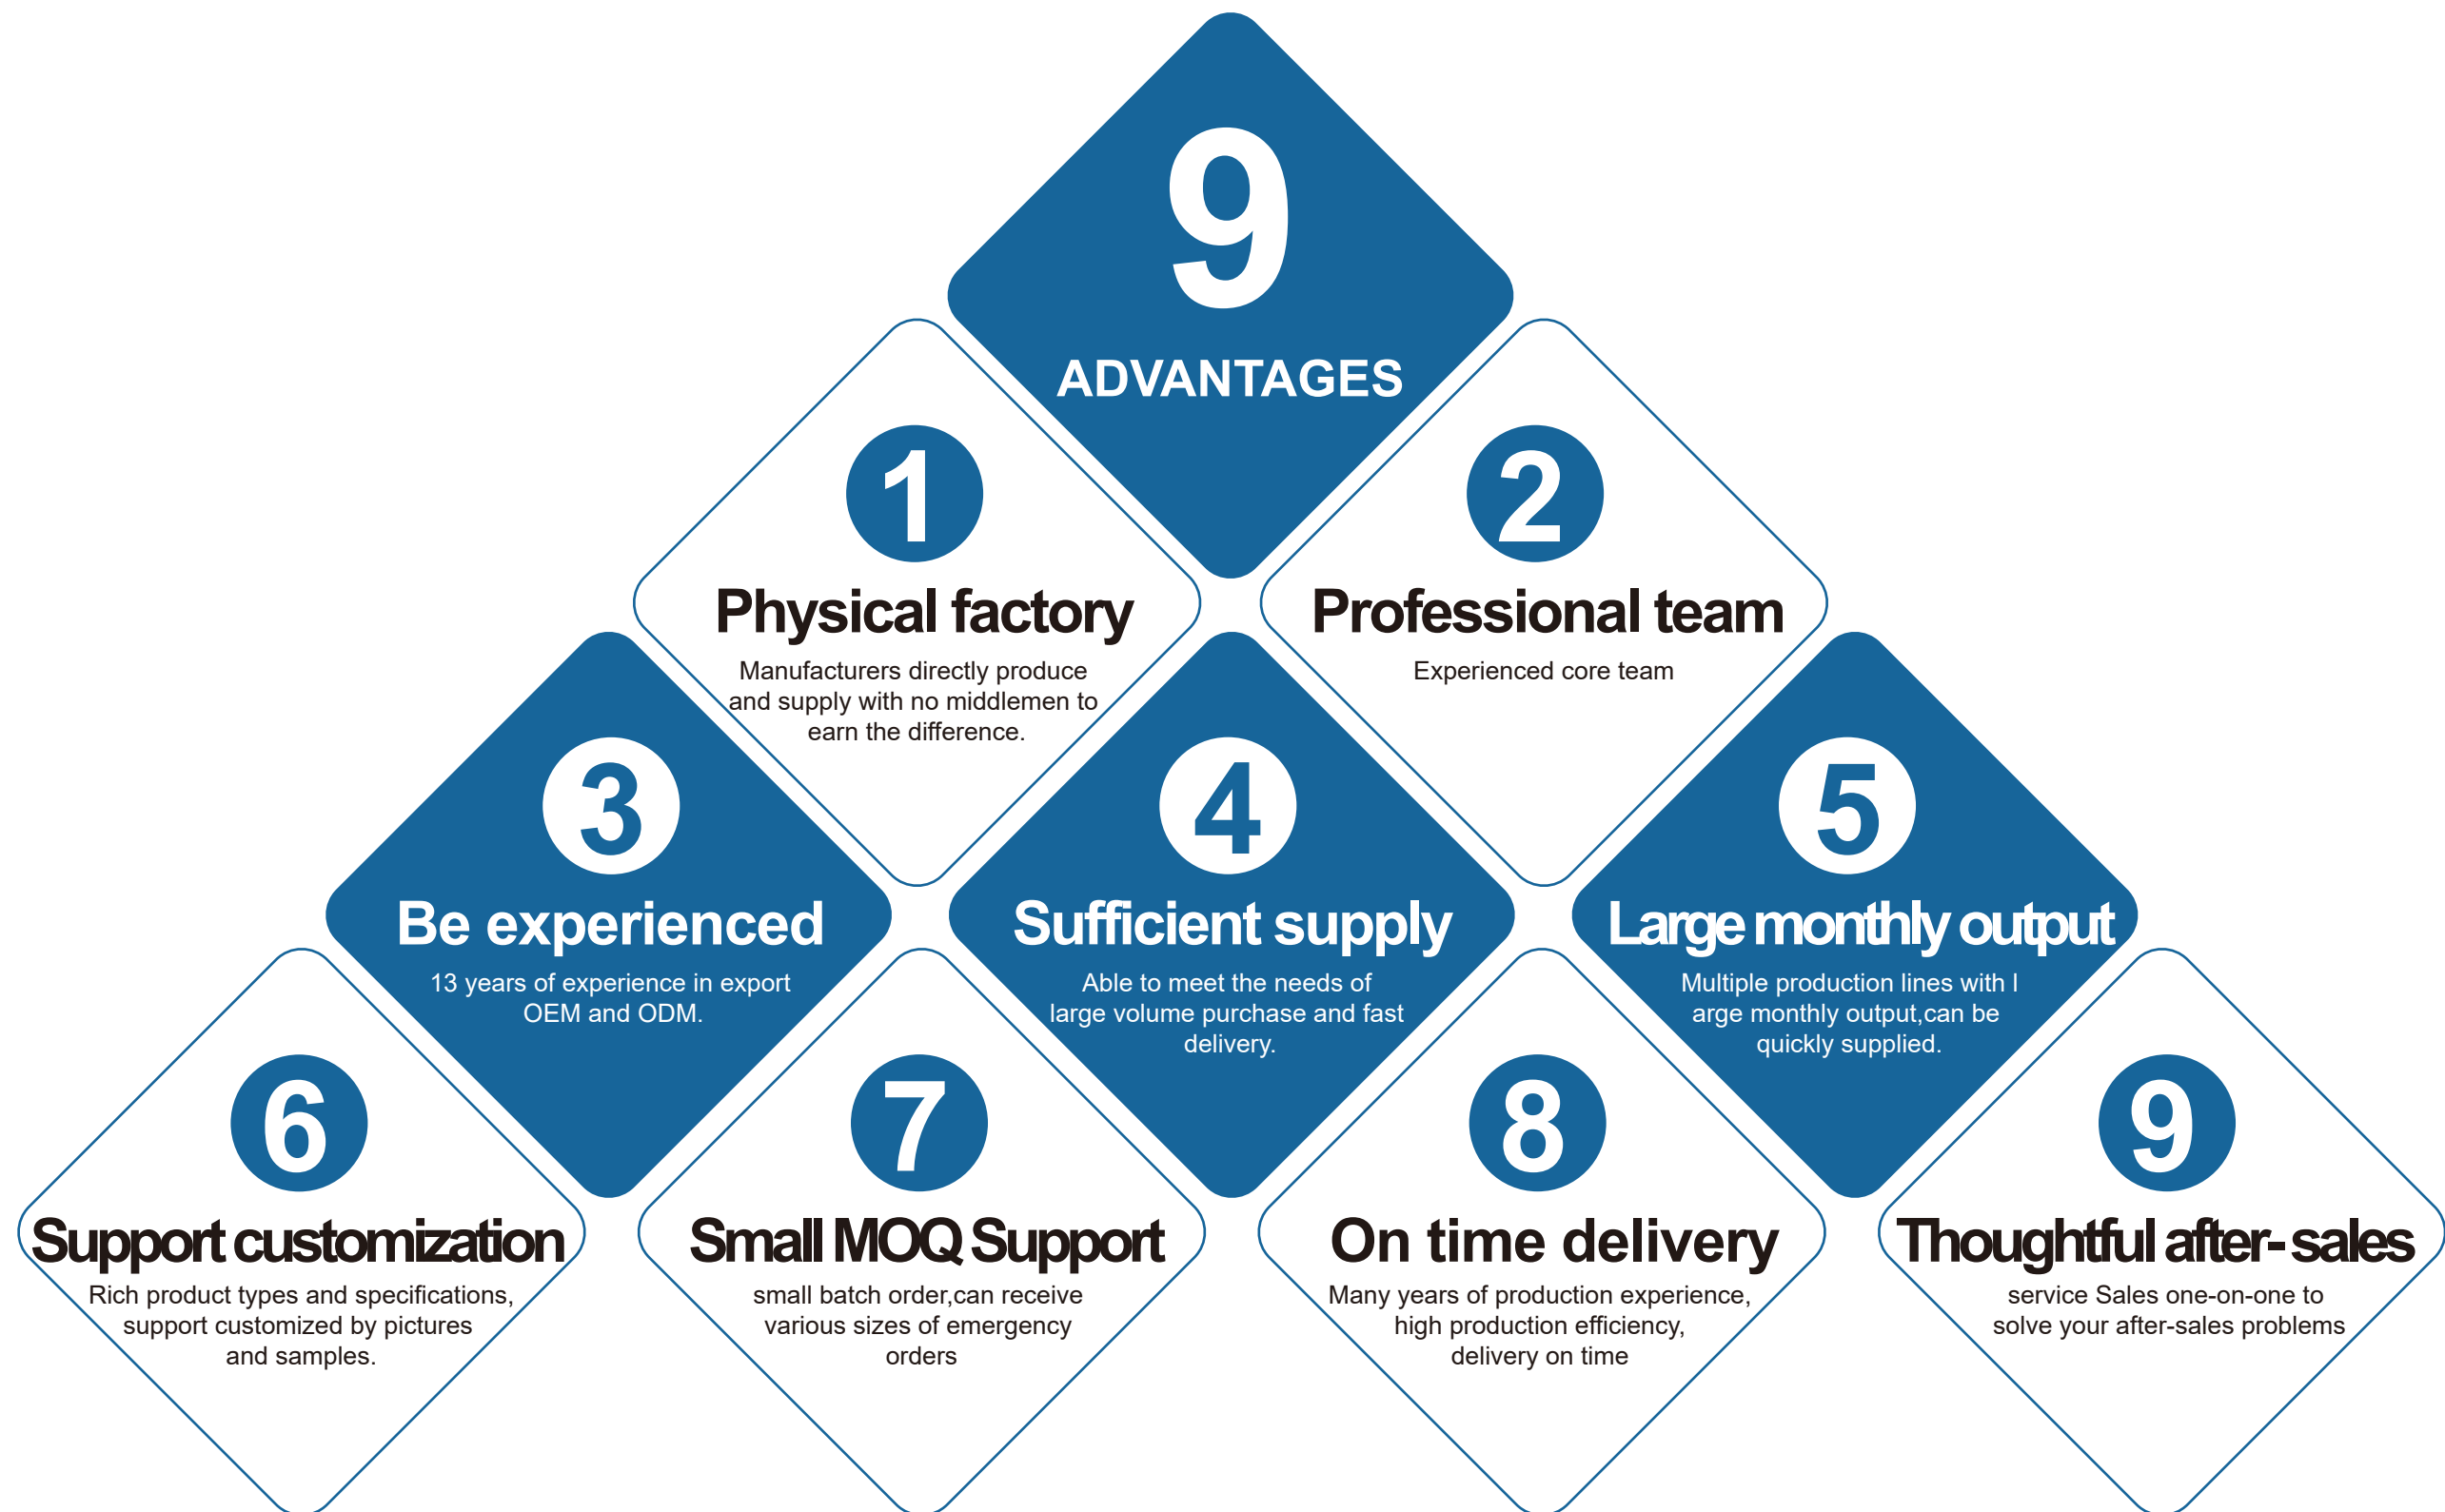 9
ADVANTAGES
1
Physical factory
Manufacturers directly produce
and supply with no middlemen to
earn the difference.
2
Professional team
Experienced core team
3
Be experienced
13 years of experience in export
OEM and ODM.
4
Sufficient supply
Able to meet the needs of
large volume purchase and fast
delivery.
5
Large monthly output
Multiple production lines with l
arge monthly output,can be
quickly supplied.
6
Support customization
Rich product types and specifications,
support customized by pictures
and samples.
7
Small MOQ Support
small batch order,can receive
various sizes of emergency
orders
8
On time delivery
Many years of production experience,
high production efficiency,
delivery on time
9
Thoughtful after-sales
service Sales one-on-one to
solve your after-sales problems